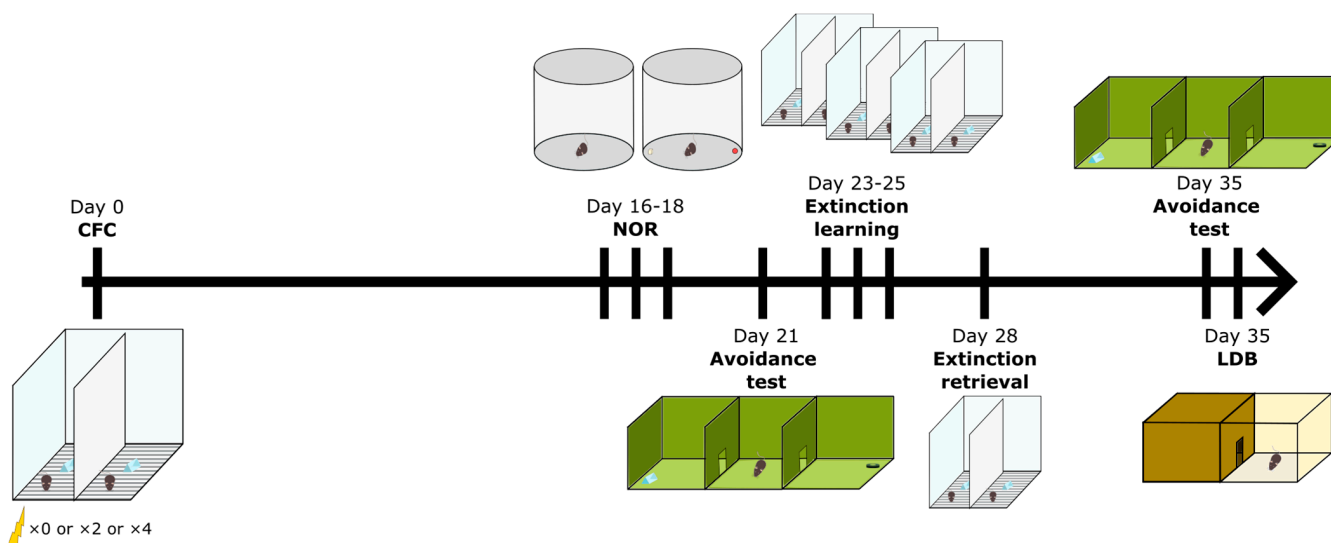 Day 0
CFC
×0 or ×2 or ×4
Day 16-18
NOR
Day 21
Avoidance
test
Day 23-25
Extinction
learning
Day 28
Extinction
retrieval
Day 35
Avoidance
test
Day 35
LDB